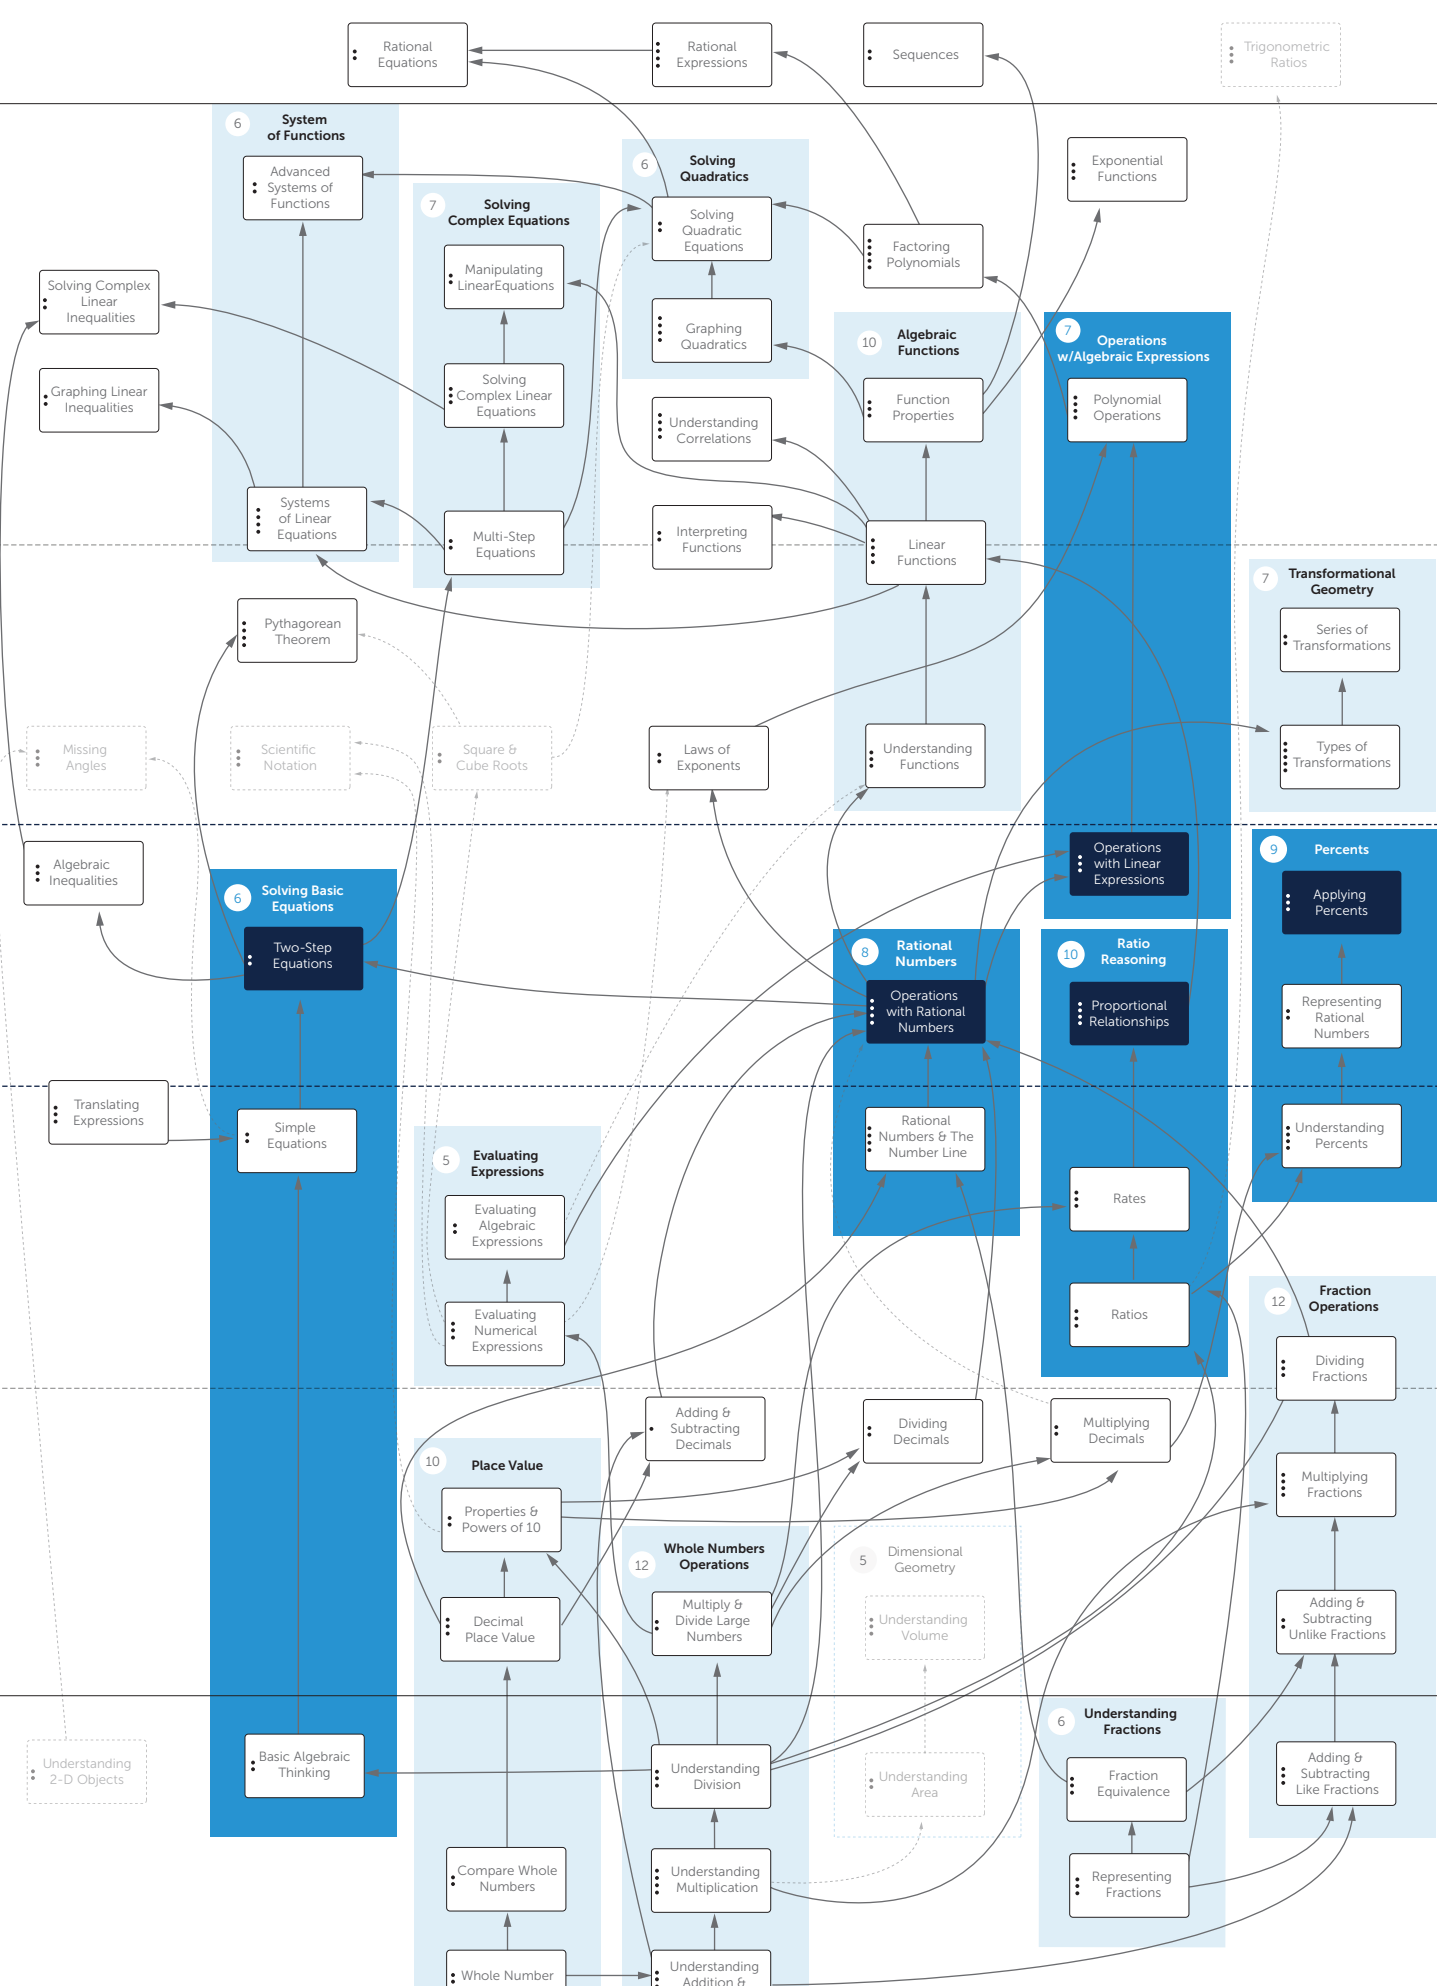 Rational
Equations
Rational
Expressions
Sequences
Trigonometric
Ratios
6
System
of Functions
Advanced
Systems of
Functions
7
Solving
Complex Equations
6
Solving
Quadratics
Solving
Quadratic
Equations
Exponential
Functions
Factoring
Polynomials
Manipulating
LinearEquations
Solving Complex
Linear
Inequalities
Graphing
Quadratics
10
Algebraic
Functions
7
Operations
w/Algebraic Expressions
Graphing Linear
Inequalities
Solving
Complex Linear
Equations
Function
Properties
Polynomial
Operations
Understanding
Correlations
Systems
of Linear
Equations
Multi-Step
Equations
Interpreting
Functions
Linear
Functions
7
Transformational
Geometry
Pythagorean
Theorem
Series of
Transformations
Missing
Angles
Scientific
Notation
Square &
Cube Roots
Laws of
Exponents
Understanding
Functions
Types of
Transformations
Algebraic
Inequalities
6
Solving Basic
Equations
Operations
with Linear
Expressions
9
Percents
Applying
Percents
Two-Step
Equations
8
Rational
Numbers
10
Ratio
Reasoning
Operations
with Rational
Numbers
Proportional
Relationships
Representing
Rational
Numbers
Translating
Expressions
Simple
Equations
5
Evaluating
Expressions
Rational
Numbers & The
Number Line
Understanding
Percents
Evaluating
Algebraic
Expressions
Rates
Evaluating
Numerical
Expressions
Ratios
12
Fraction
Operations
Dividing
Fractions
Adding &
Subtracting
Decimals
Dividing
Decimals
Multiplying
Decimals
10
Place Value
Properties &
Powers of 10
Multiplying
Fractions
12
Whole Numbers
Operations
5
Dimensional
Geometry
Decimal
Place Value
Multiply &
Divide Large
Numbers
Understanding
Volume
Adding &
Subtracting
Unlike Fractions
6
Understanding
Fractions
Understanding
2-D Objects
Basic Algebraic
Thinking
Understanding
Division
Understanding
Area
Fraction
Equivalence
Adding &
Subtracting
Like Fractions
Compare Whole
Numbers
Understanding
Multiplication
Representing
Fractions
Whole Number
Understanding
Addition &